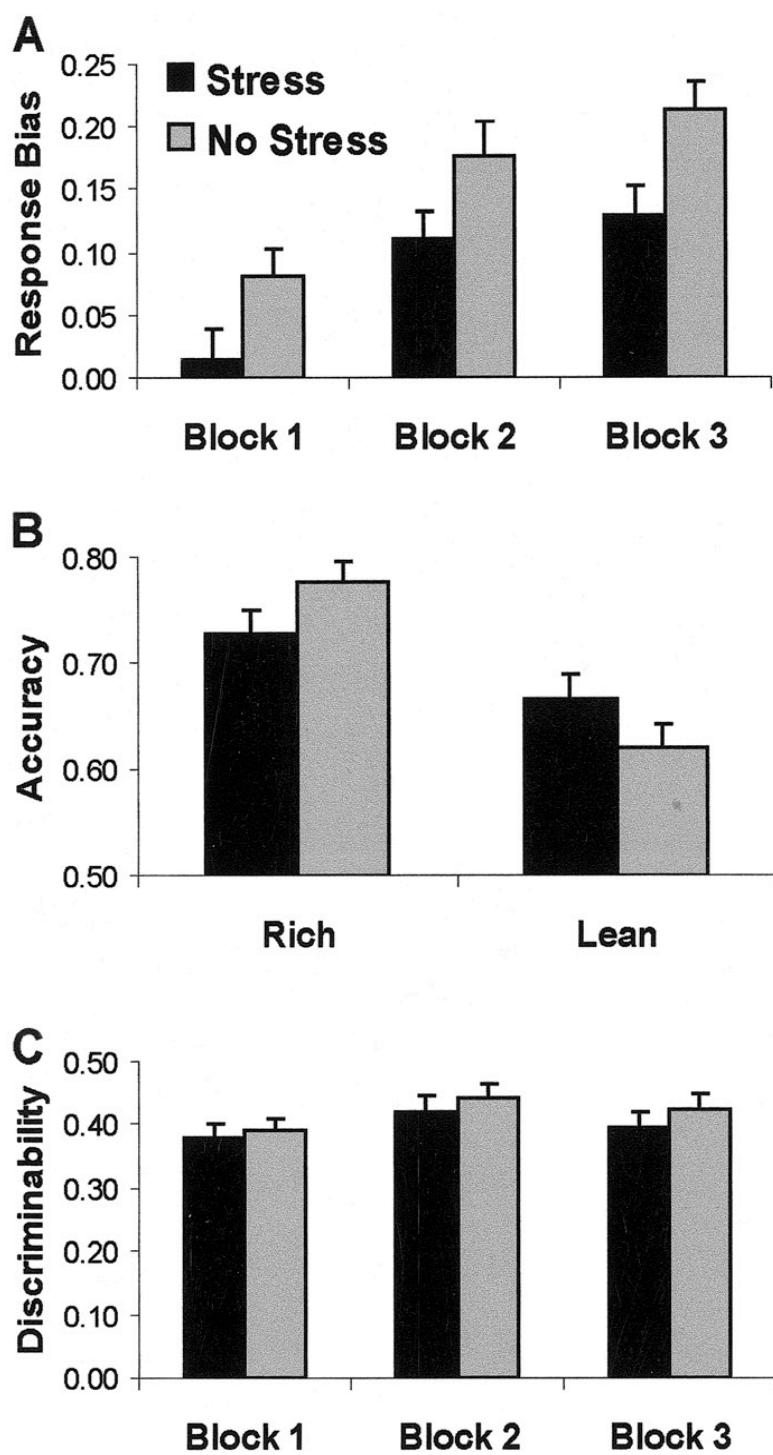 A
Response Bias
0.25
0.20
0.15
0.10
0.05
0.00
Stress
No Stress
Block 1 Block 2 Block 3
B
Accuracy
0.80
0.70
0.60
0.50
Rich Lean
C
Discriminability
0.50
0.40
0.30
0.20
0.10
0.00
Block 1 Block 2 Block 3